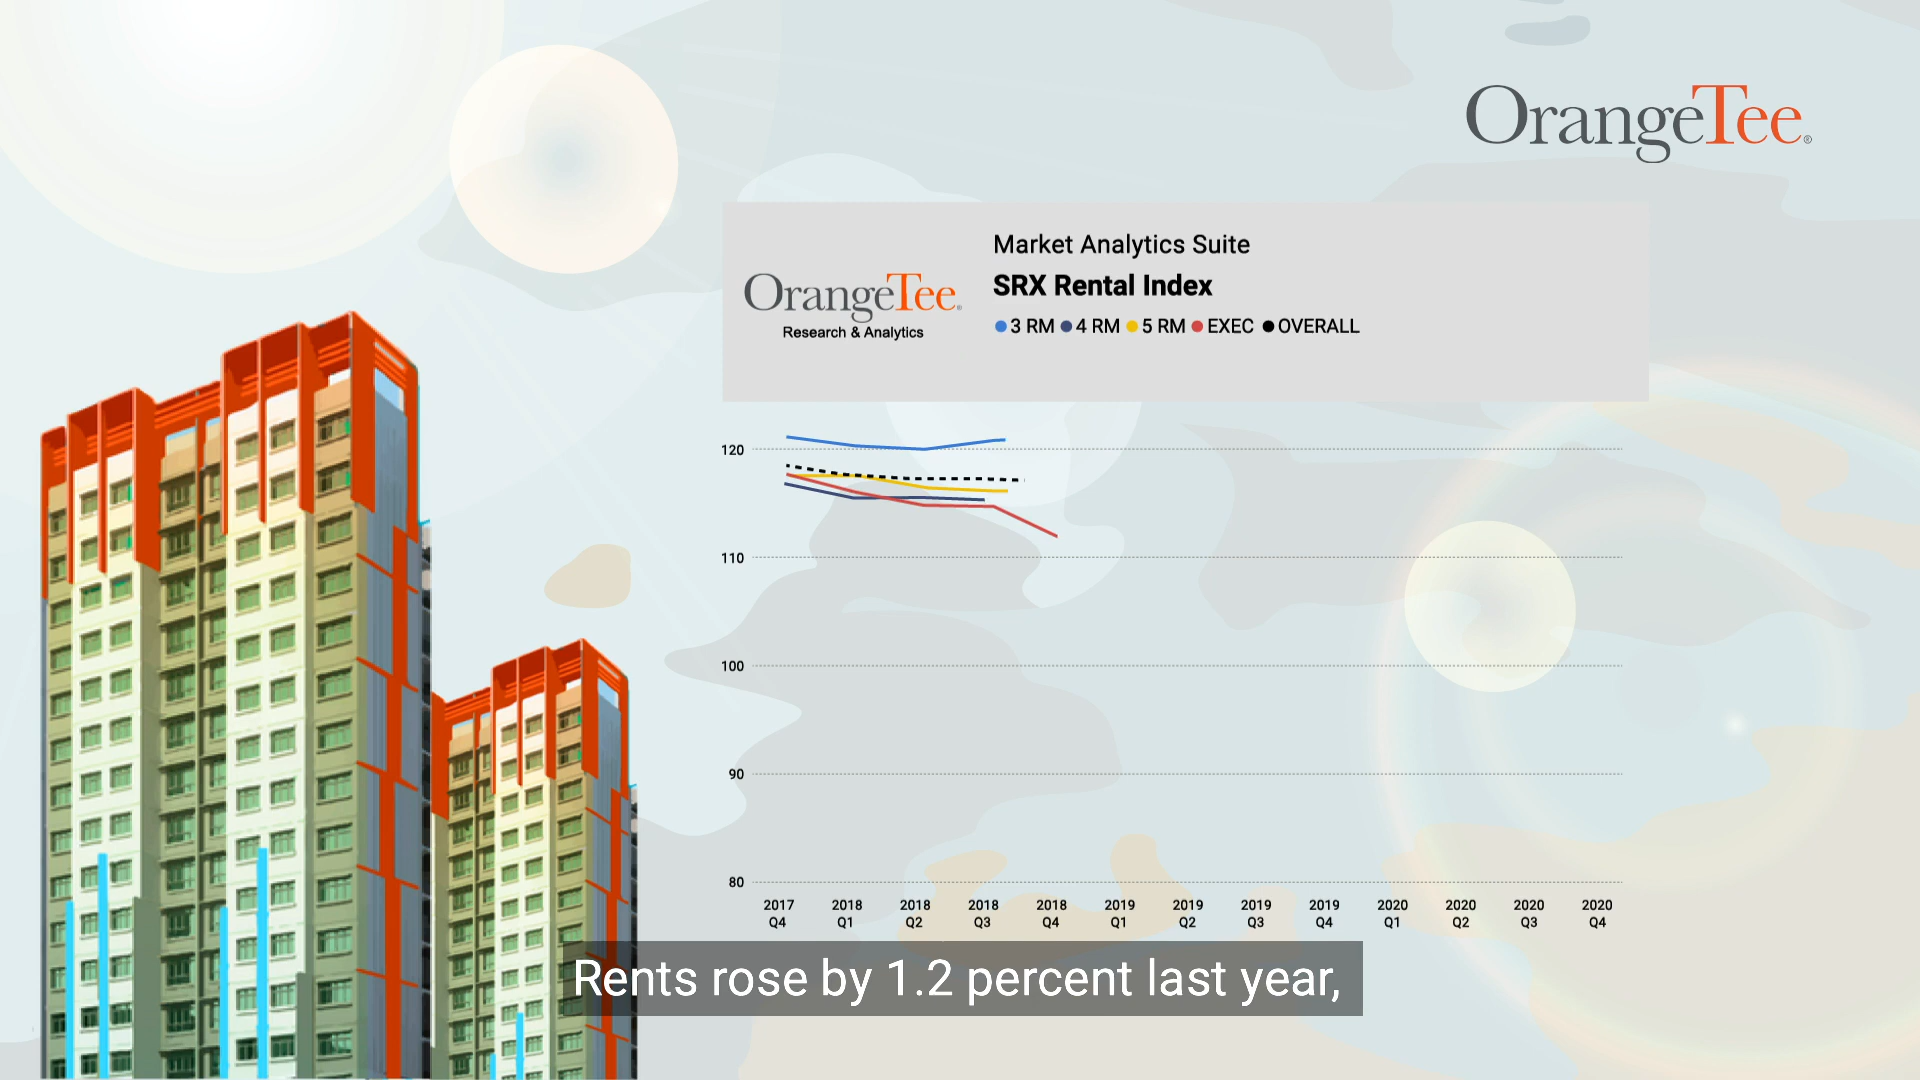 OrangeTee®
Market Analytics Suite
OrangeTee®
SRX Rental Index
Research & Analytics
3 RM 4 RM 5 RM EXEC OVERALL
120
110
100
90
80
2017 2018 2018 2018 2018 2019 2019 2019 2019 2020 2020 2020 2020
Q4 Q1 Q2 Q3 Q4 Q1 Q2 Q3 Q4 Q1 Q2 Q3 Q4
Rents rose by 1.2 percent last year,